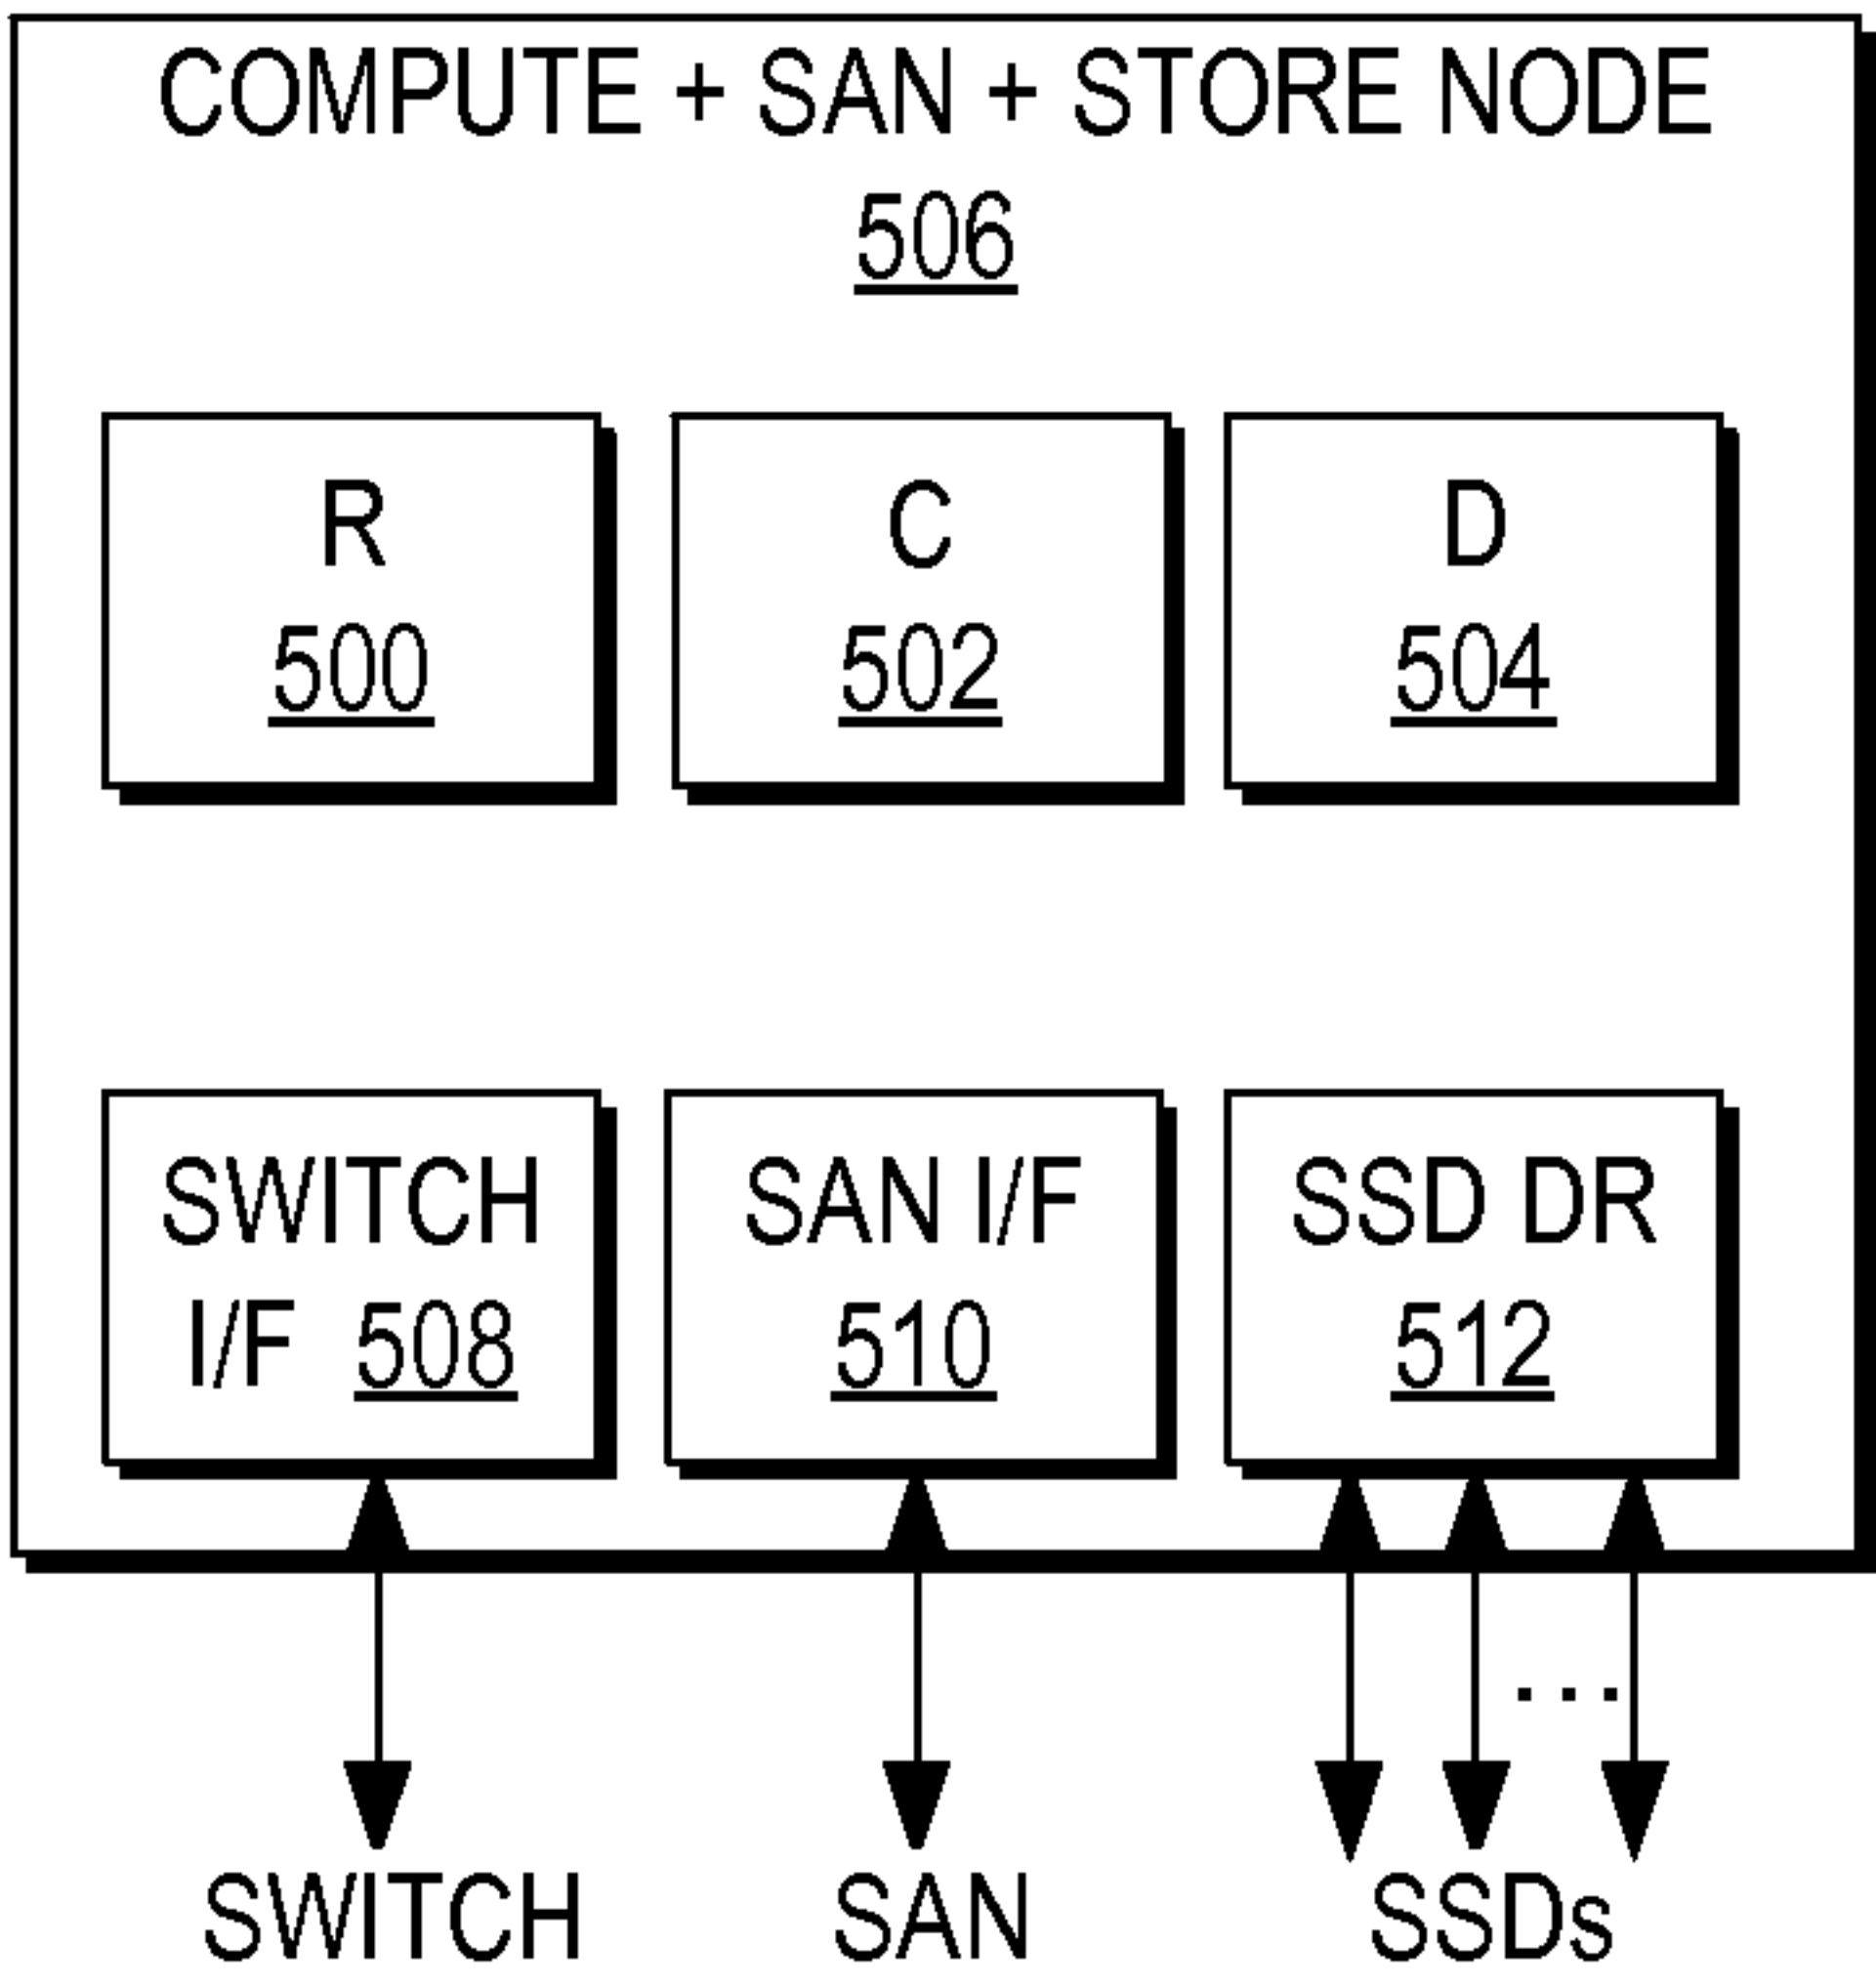 COMPUTE + SAN + STORE NODE
506
R
500
C
502
D
504
SWITCH
I/F 508
SAN I/F
510
SSD DR
512
...
SWITCH
SAN
SSDs